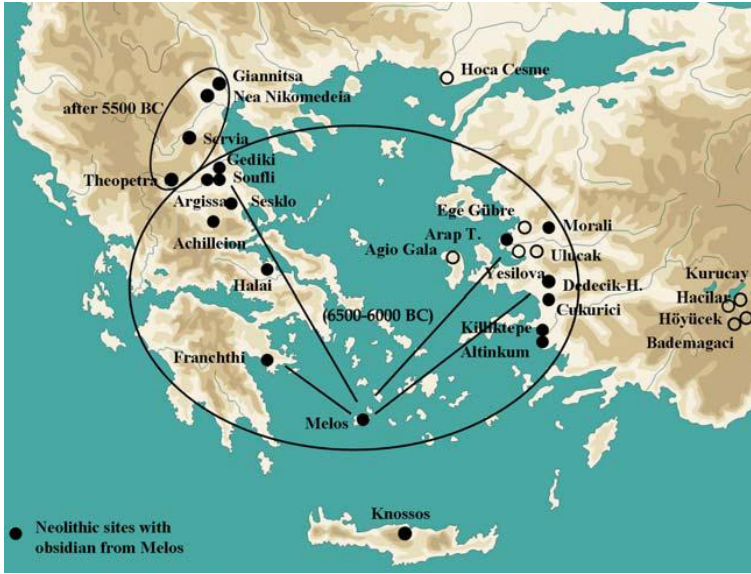 Giannitsa
Hoca Cesme
Nea Nikomedeia
after 5500 BC
Servia
Gediki
Theopetra
Soufli
Argissa
Sesklo
Ege Gübre
Morali
Achilleion
Arap T.
Agio Gala
Ulucak
Halai
Yesilova
Kurucay
Dedecik-H.
Hacilar
Cukurici
(6500-6000 BC)
Höyücek
Killiktepe
Bademagaci
Altinkum
Franchthi
Melos
Knossos
Neolithic sites with
obsidian from Melos